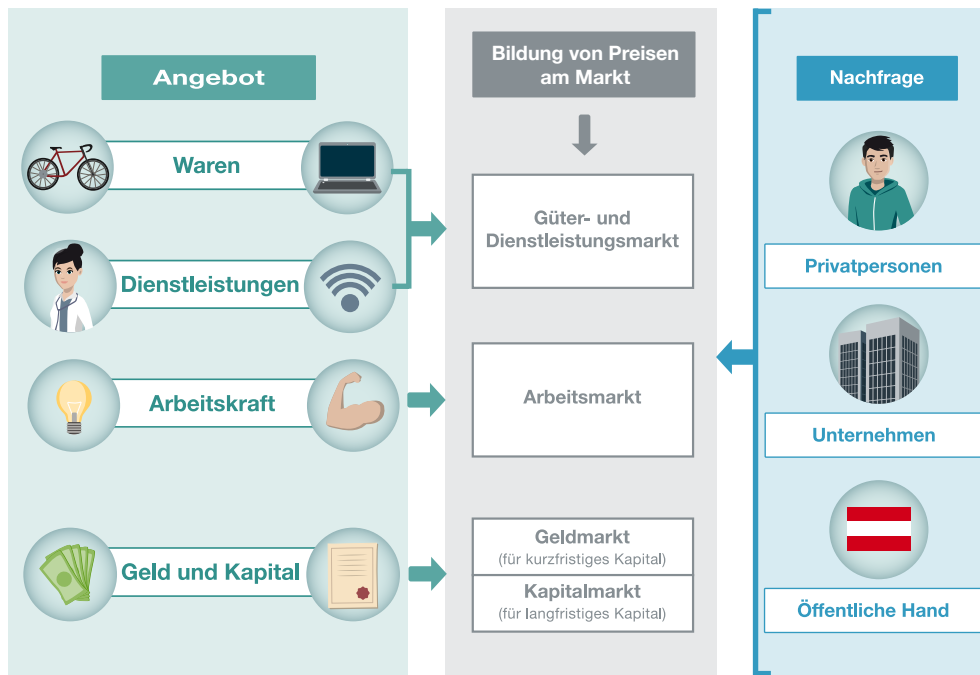 Angebot
Waren
Dienstleistungen
Arbeitskraft
Geld und Kapital
Bildung von Preisen
am Markt
Güter- und
Dienstleistungsmarkt
Arbeitsmarkt
Geldmarkt
(für kurzfristiges Kapital)
Kapitalmarkt
(für langfristiges Kapital)
Nachfrage
Privatpersonen
Unternehmen
Öffentliche Hand